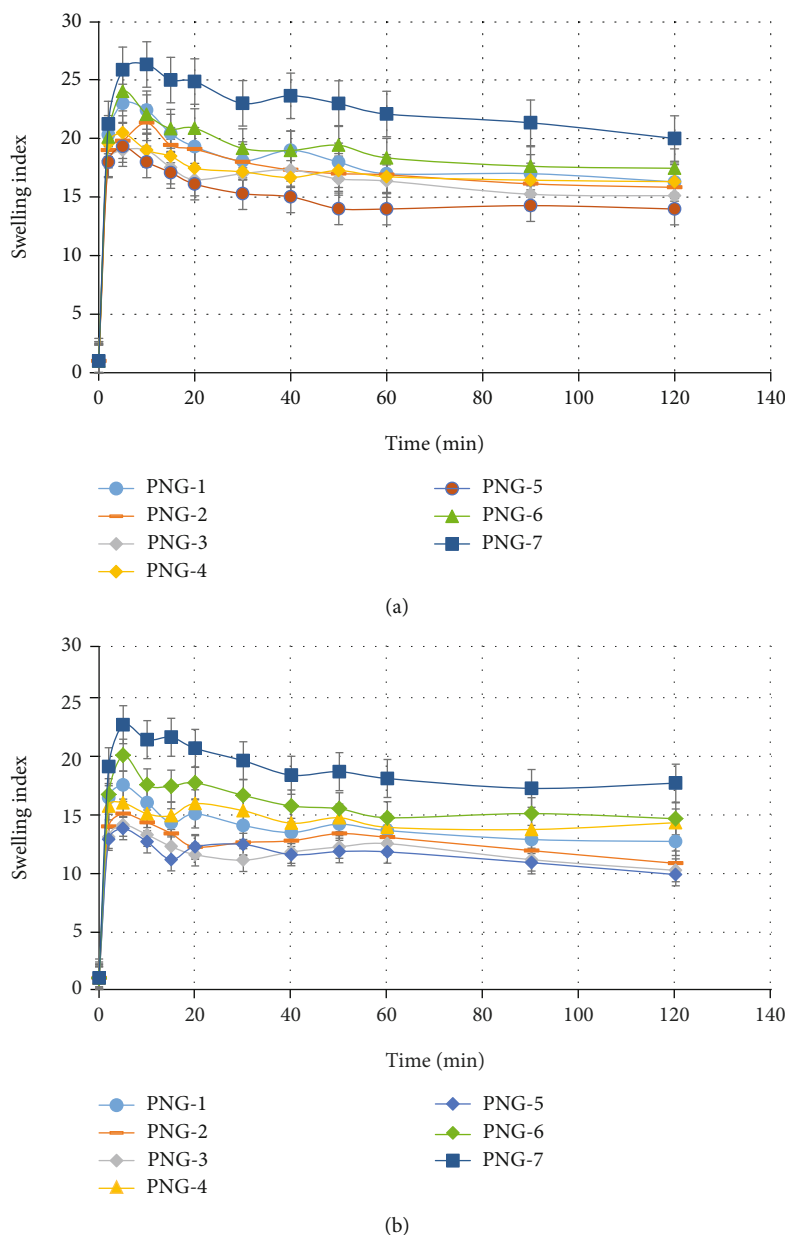 30
25
20
15
10
5
0
Swelling index
0 20 40 60 80 100 120 140
Time (min)
PNG-1 PNG-5
PNG-2 PNG-6
PNG-3 PNG-7
PNG-4
(a)
30
25
20
15
10
5
0
Swelling index
0 20 40 60 80 100 120 140
Time (min)
PNG-1 PNG-5
PNG-2 PNG-6
PNG-3 PNG-7
PNG-4
(b)